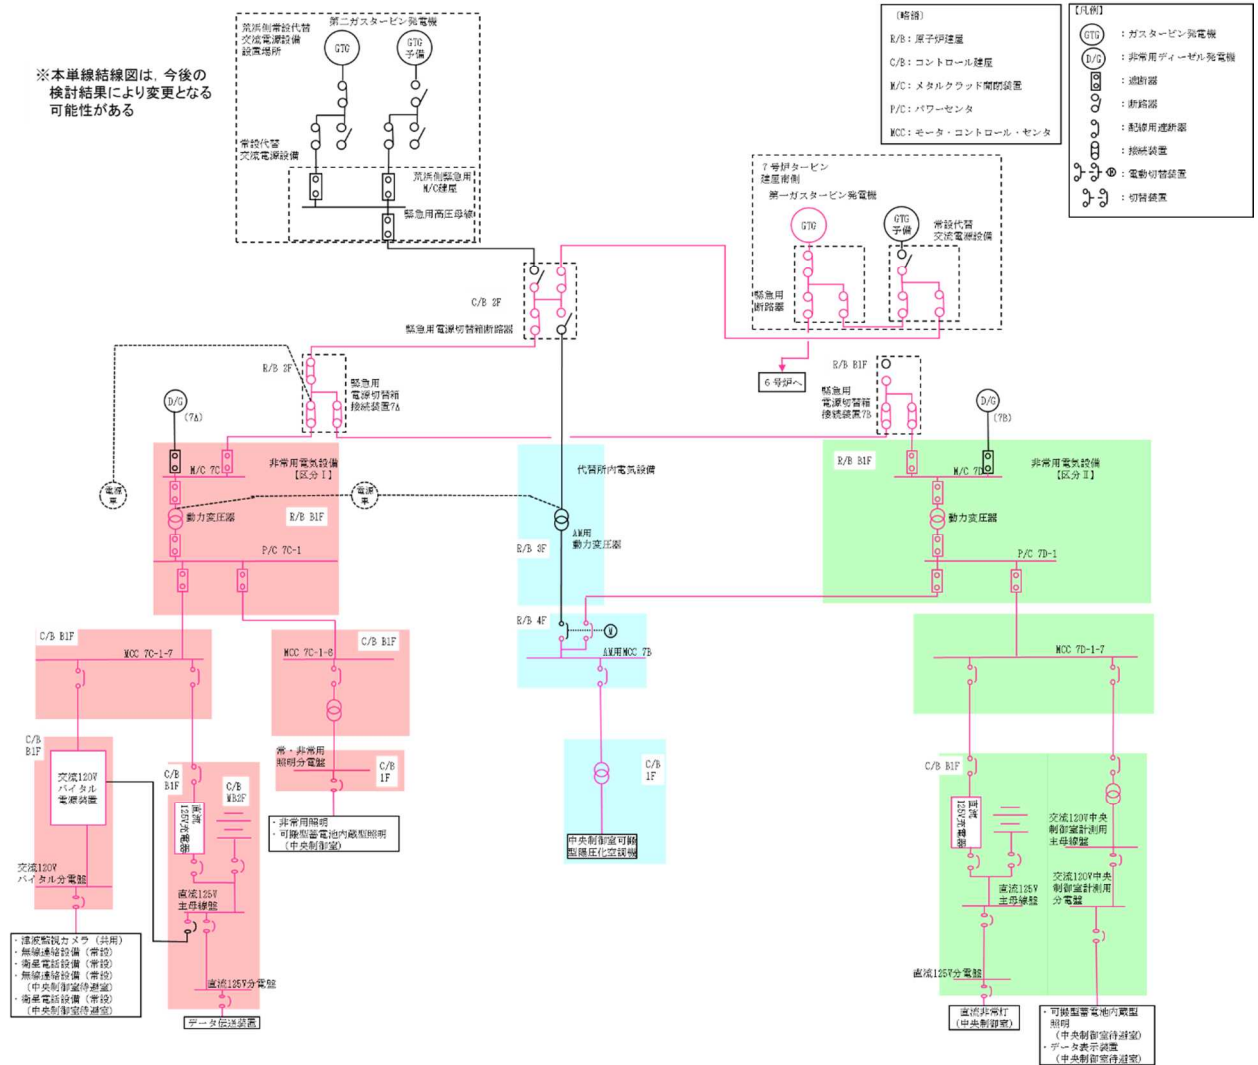 ※本単線結線図は，今後の
検討結果により変更となる
可能性がある
荒浜側常設代替
交流電源設備
設置場所
第二ガスタービン発電機
GTG
GTG
予備
常設代替
交流電源設備
荒浜側緊急用
M/C建屋
緊急用高圧母線
（略語）
R/B：原子炉建屋
C/B：コントロール建屋
M/C：メタルクラッド開閉装置
P/C：パワーセンタ
MCC：モータ・コントロール・センタ
【凡例】
GTG：ガスタービン発電機
D/G：非常用ディーゼル発電機
：遮断器
：断路器
：配線用遮断器
：接続装置
：電動切替装置
：切替装置
7号炉タービン
建屋南側
第一ガスタービン発電機
GTG
GTG
予備
常設代替
交流電源設備
緊急用
断路器
6号炉へ
C/B 2F
緊急用電源切替箱断路器
R/B 2F
緊急用
電源切替箱
接続装置7A
R/B B1F
緊急用
電源切替箱
接続装置7B
D/G
(7A)
D/G
(7B)
電源
車
電源
車
M/C 7C
非常用電気設備
【区分Ⅰ】
動力変圧器
R/B B1F
P/C 7C-1
代替所内電気設備
AM用
動力変圧器
R/B 3F
R/B B1F
M/C 7D
非常用電気設備
【区分Ⅱ】
動力変圧器
P/C 7D-1
C/B B1F
MCC 7C-1-7
C/B B1F
MCC 7C-1-6
R/B 4F
M
AM用MCC 7B
MCC 7D-1-7
C/B
B1F
交流120V
バイタル
電源装置
交流120V
バイタル分電盤
C/B
B1F
直流
125V充電器
C/B
MB2F
直流125V
主母線盤
直流125V分電盤
データ伝送装置
常・非常用
照明分電盤
C/B
1F
・非常用照明
・可搬型蓄電池内蔵型照明
（中央制御室）
C/B
1F
中央制御室可搬
型陽圧化空調機
C/B B1F
直流
125V充電器
直流125V
主母線盤
直流125V分電盤
直流非常灯
（中央制御室）
交流120V中央
制御室計測用
主母線盤
交流120V中央
制御室計測用
分電盤
・可搬型蓄電池内蔵型
照明
（中央制御室待避室）
・データ表示装置
（中央制御室待避室）
・津波監視カメラ（共用）
・無線連絡設備（常設）
・衛星電話設備（常設）
・無線連絡設備（常設）
（中央制御室待避室）
・衛星電話設備（常設）
（中央制御室待避室）